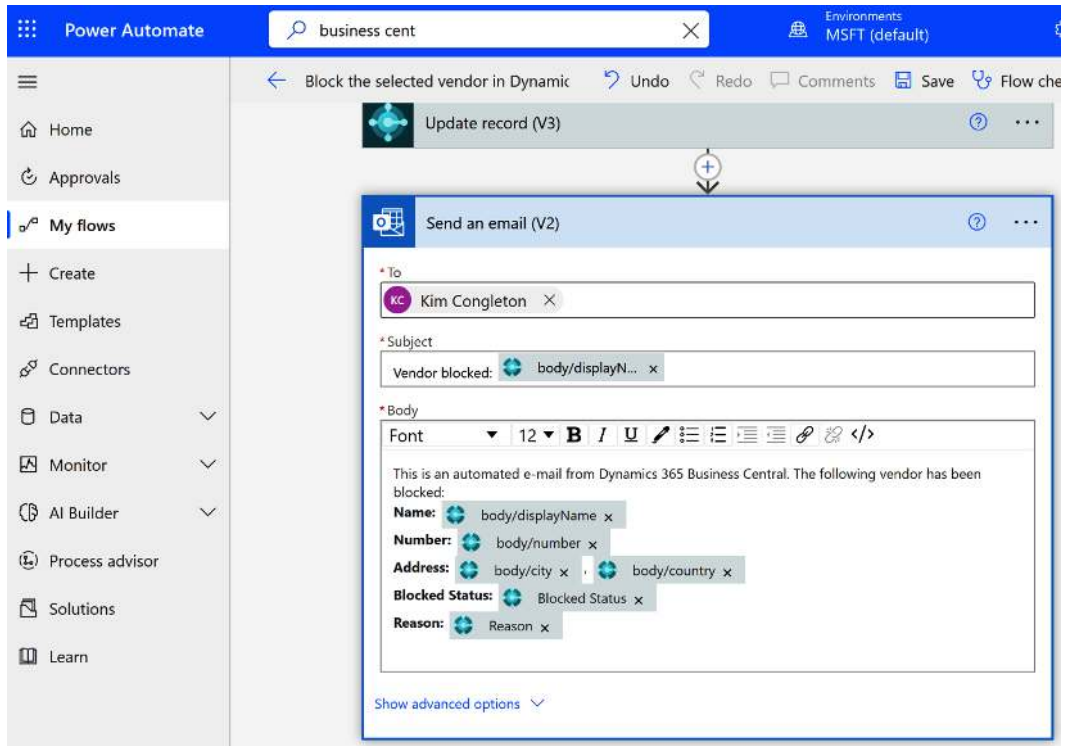 Power Automate
business cent
Environments
MSFT (default)
Block the selected vendor in Dynamic
Undo
Redo
Comments
Save
Flow che
Home
Approvals
My flows
Create
Templates
Connectors
Data
Monitor
AI Builder
Process advisor
Solutions
Learn
Update record (V3)
Send an email (V2)
* To
KC Kim Congleton
* Subject
Vendor blocked: body/displayN... x
* Body
Font 12 B I U </>
This is an automated e-mail from Dynamics 365 Business Central. The following vendor has been
blocked:
Name: body/displayName x
Number: body/number x
Address: body/city x , body/country x
Blocked Status: Blocked Status x
Reason: Reason x
Show advanced options